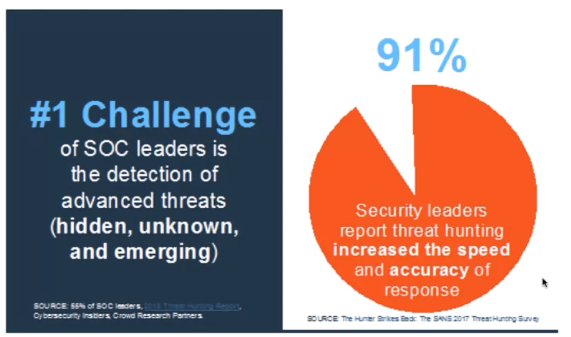 #1 Challenge
of SOC leaders is
the detection of
advanced threats
(hidden, unknown,
and emerging)
SOURCE: 55% of SOC leaders, 2018 Threat Hunting Report,
Cybersecurity Insiders, Crowd Research Partners.
91%
Security leaders
report threat hunting
increased the speed
and accuracy of
response
SOURCE: The Hunter Strikes Back: The SANS 2017 Threat Hunting Survey